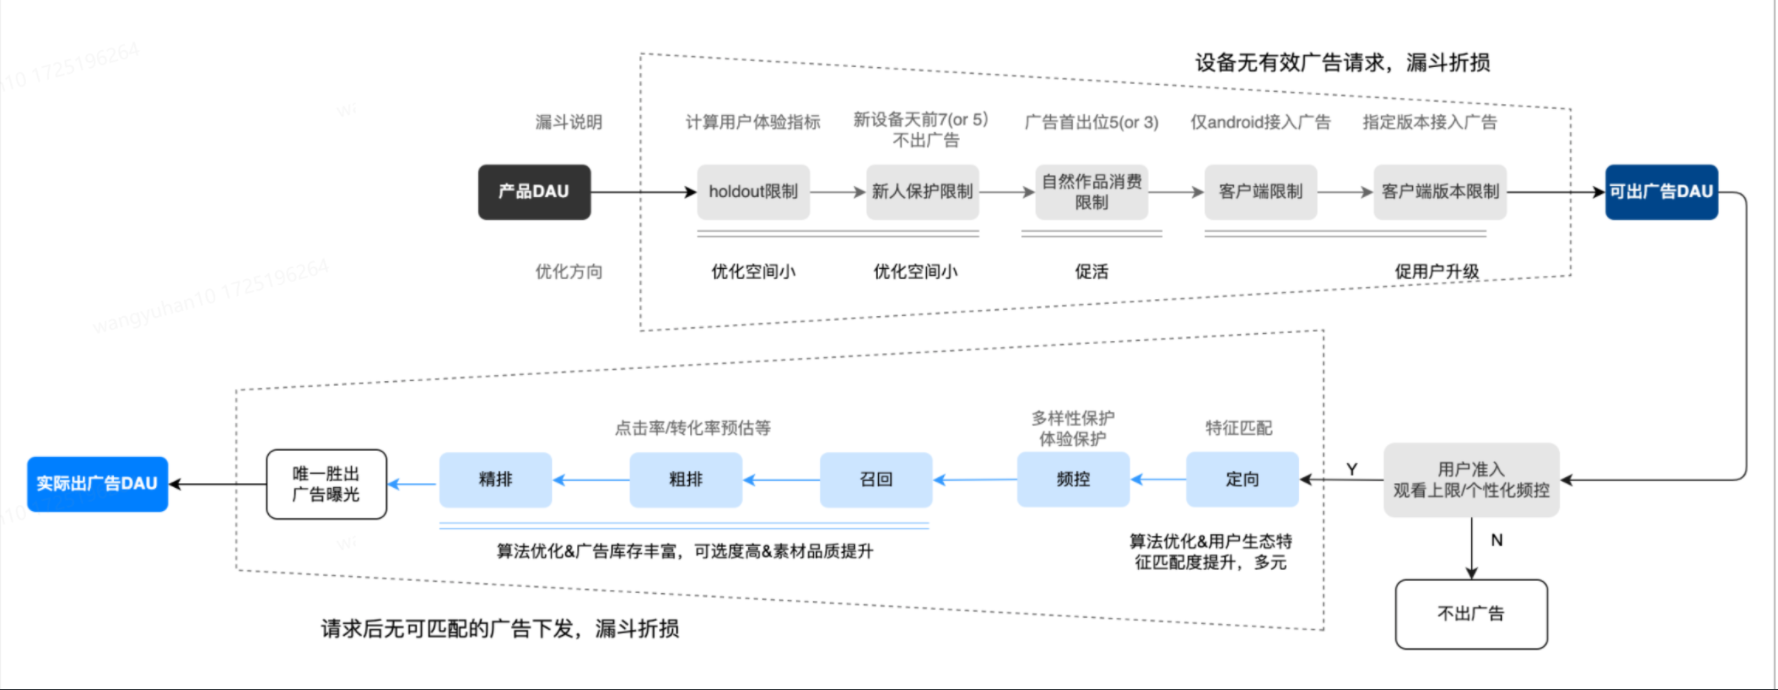 设备无有效广告请求，漏斗折损
漏斗说明
计算用户体验指标
新设备天前7(or 5)
不出广告
广告首出位5(or 3)
仅android接入广告
指定版本接入广告
产品DAU
holdout限制
新人保护限制
自然作品消费
限制
客户端限制
客户端版本限制
可出广告DAU
优化方向
优化空间小
优化空间小
促活
促用户升级
wangyuhan10 1725196264
点击率/转化率预估等
多样性保护
体验保护
特征匹配
实际出广告DAU
唯一胜出
广告曝光
精排
粗排
召回
频控
定向
Y
用户准入
观看上限/个性化频控
算法优化&广告库存丰富，可选度高&素材品质提升
算法优化&用户生态特
征匹配度提升，多元
N
不出广告
请求后无可匹配的广告下发，漏斗折损